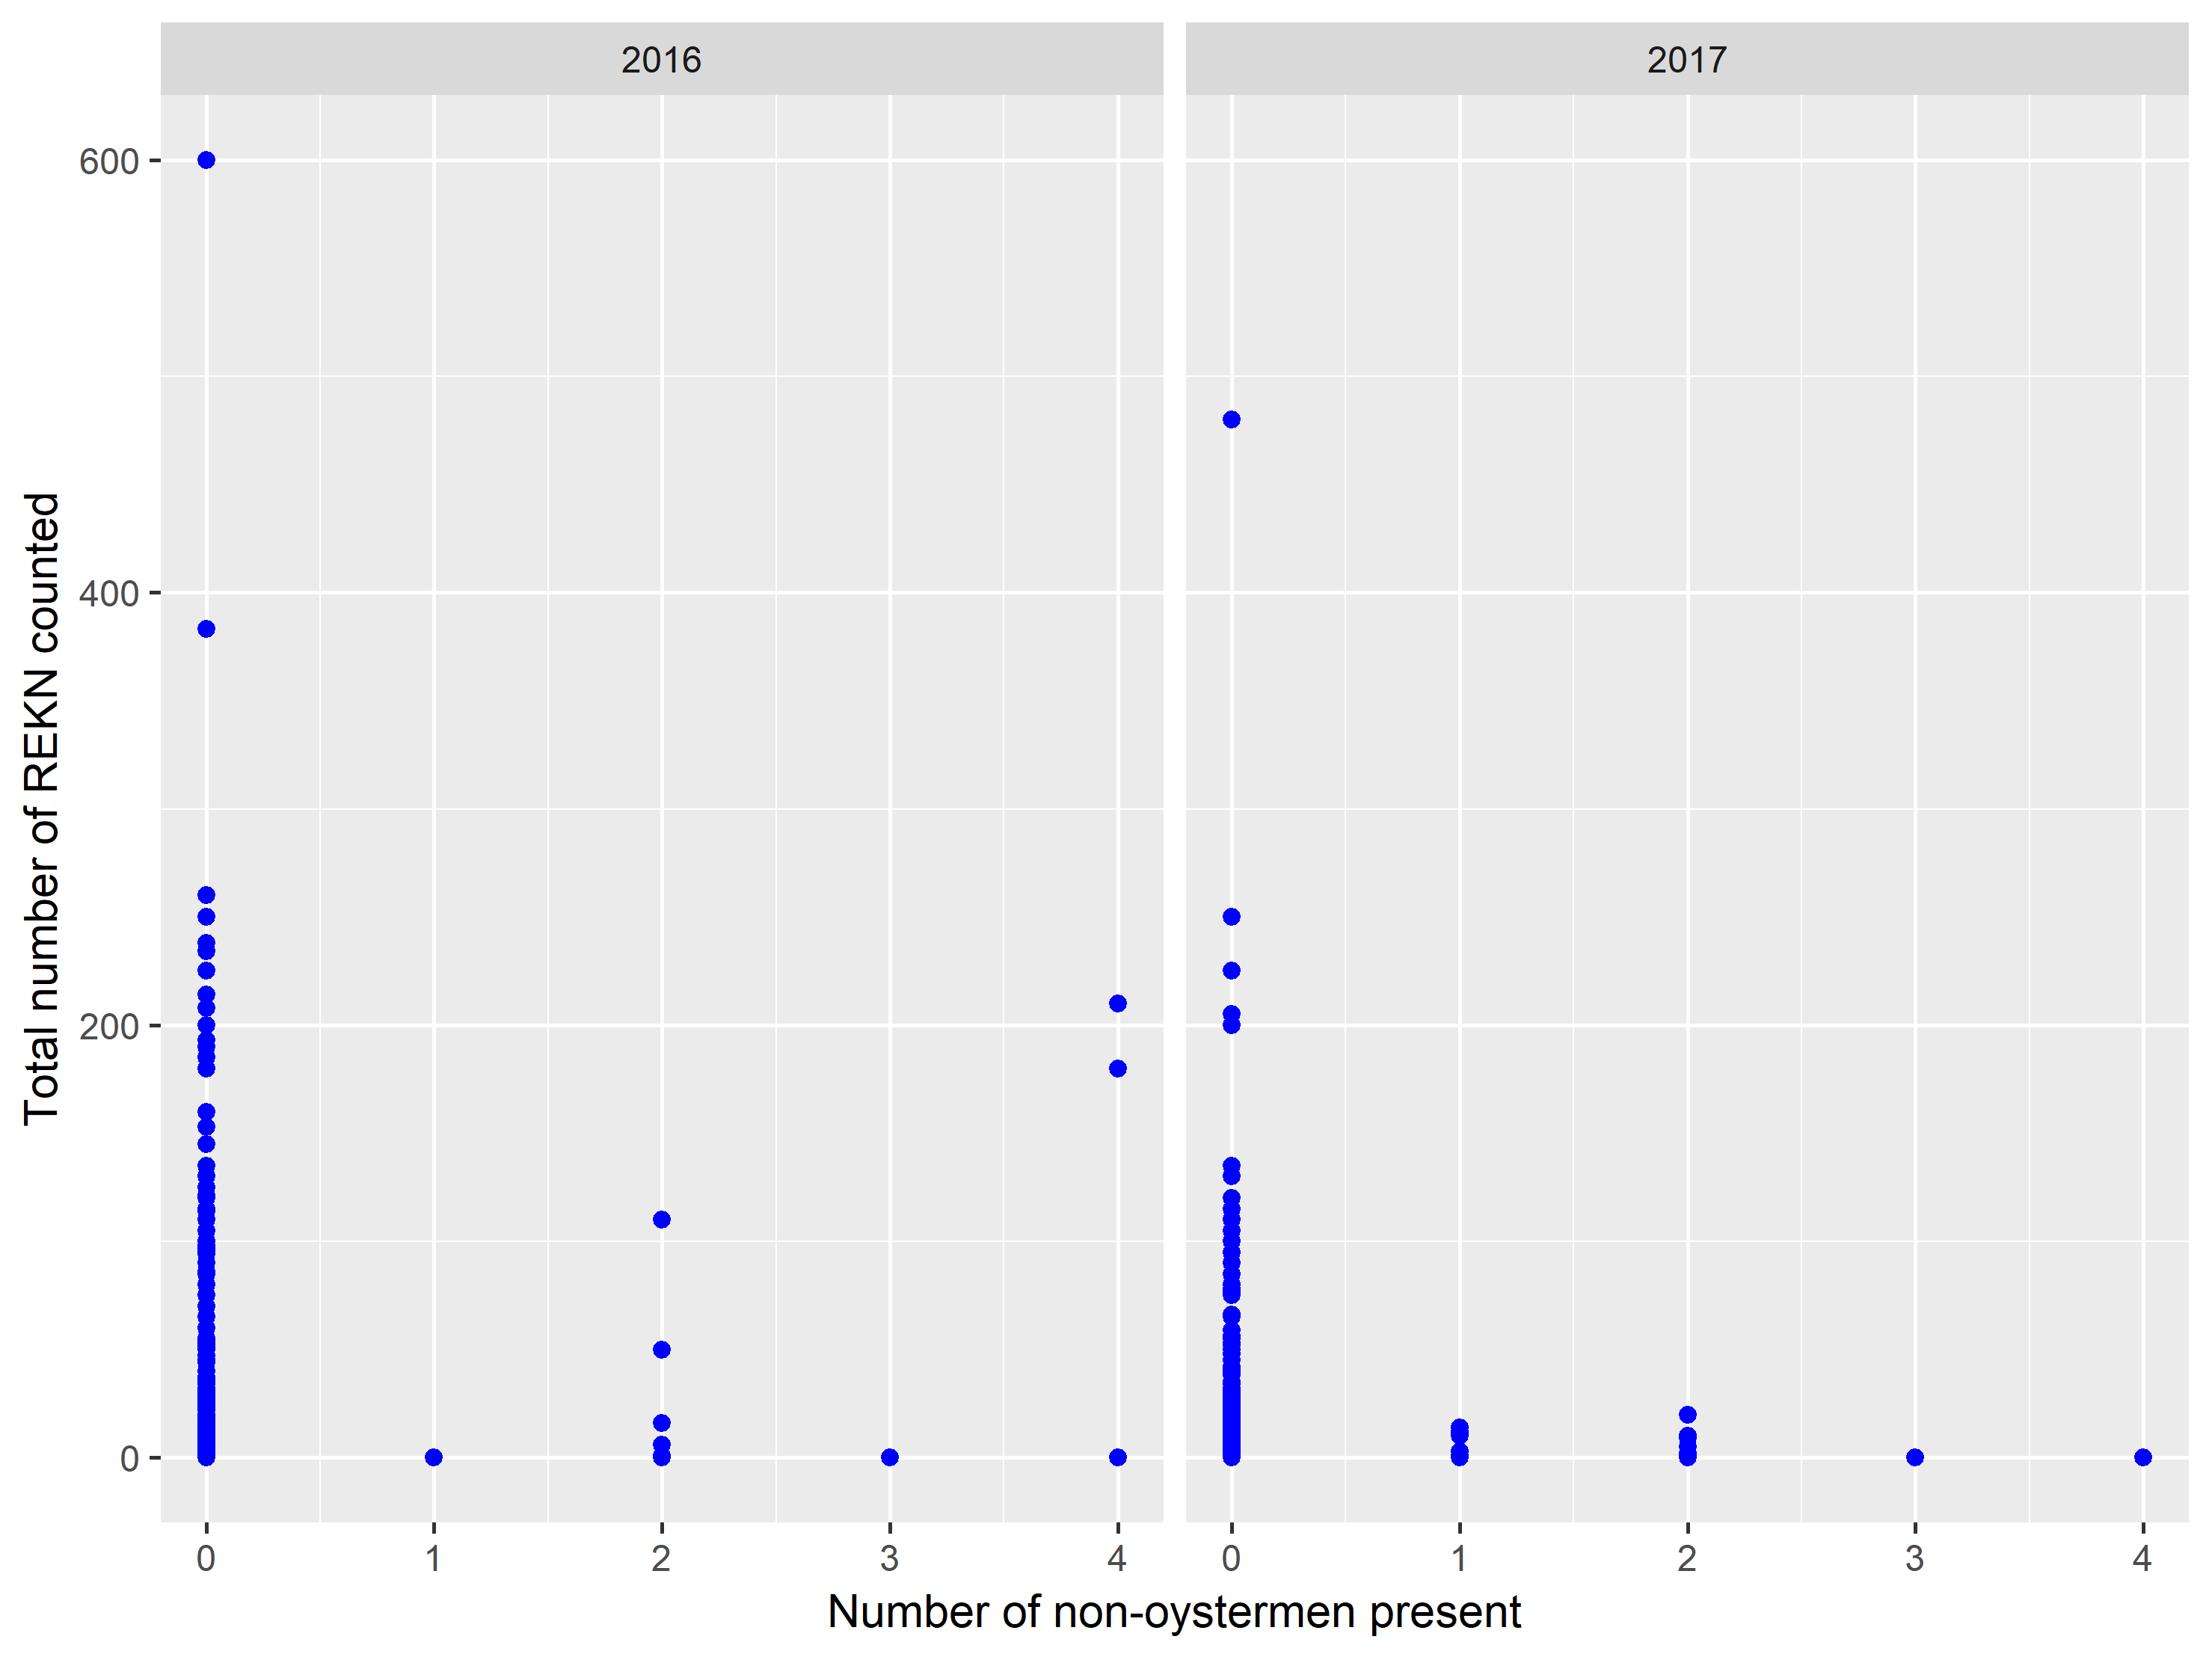 2016 2017
Total number of REKN counted
600
400
200
0
0 1 2 3 4 0 1 2 3 4
Number of non-oystermen present